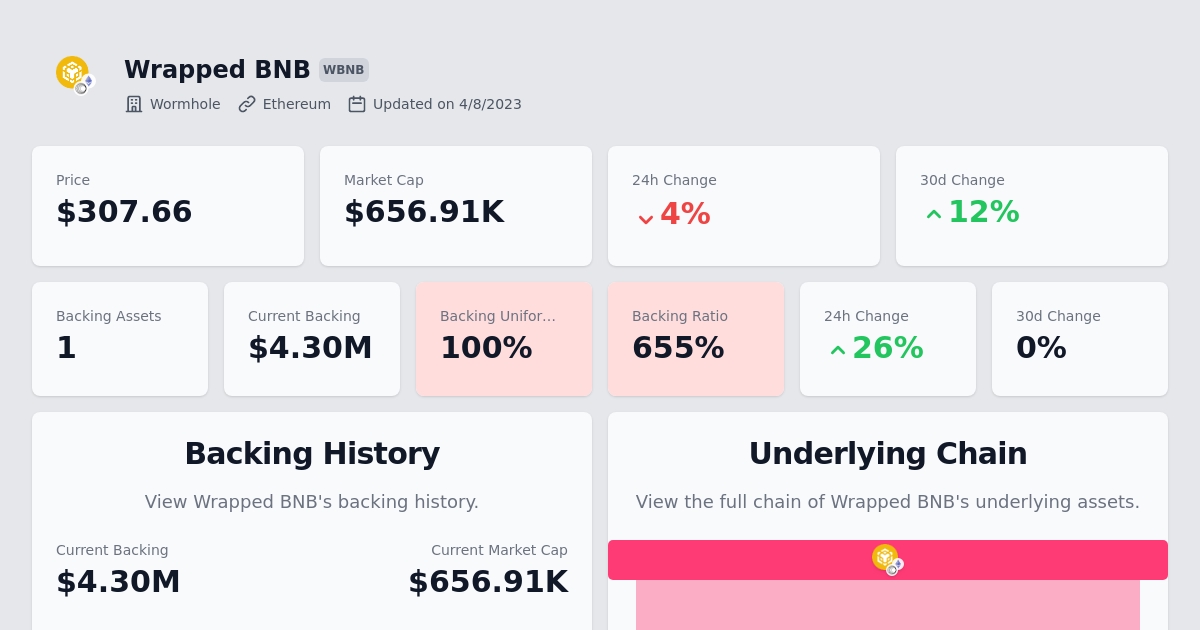 Wrapped BNB WBNB
Wormhole Ethereum Updated on 4/8/2023
Price
$307.66
Market Cap
$656.91K
24h Change
4%
30d Change
12%
Backing Assets
1
Current Backing
$4.30M
Backing Unifor...
100%
Backing Ratio
655%
24h Change
26%
30d Change
0%
Backing History
View Wrapped BNB's backing history.
Current Backing
$4.30M
Current Market Cap
$656.91K
Underlying Chain
View the full chain of Wrapped BNB's underlying assets.